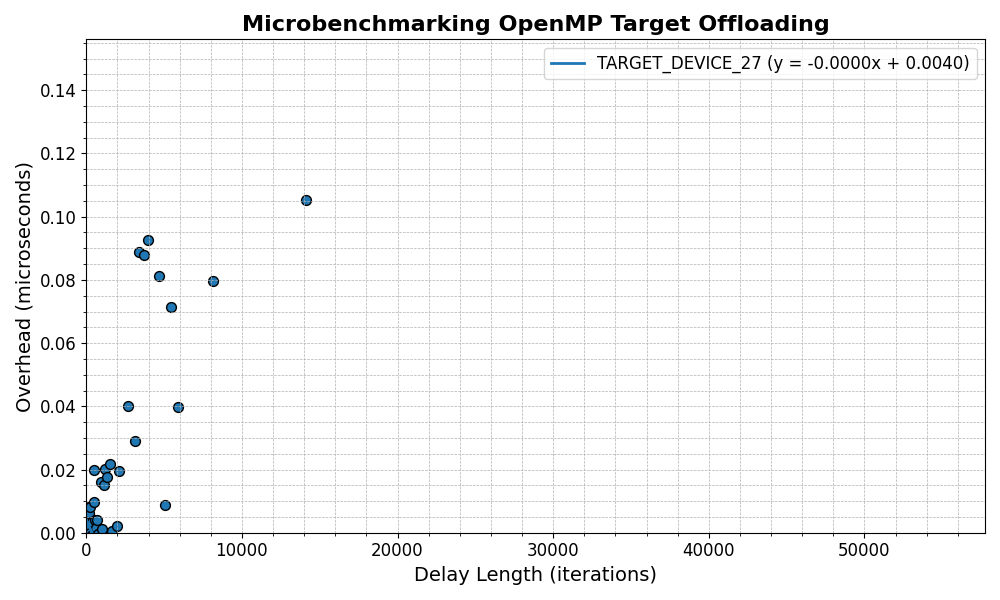 Microbenchmarking OpenMP Target Offloading
TARGET_DEVICE_27 (y = -0.0000x + 0.0040)
Overhead (microseconds)
0.14
0.12
0.10
0.08
0.06
0.04
0.02
0.00
0 10000 20000 30000 40000 50000
Delay Length (iterations)